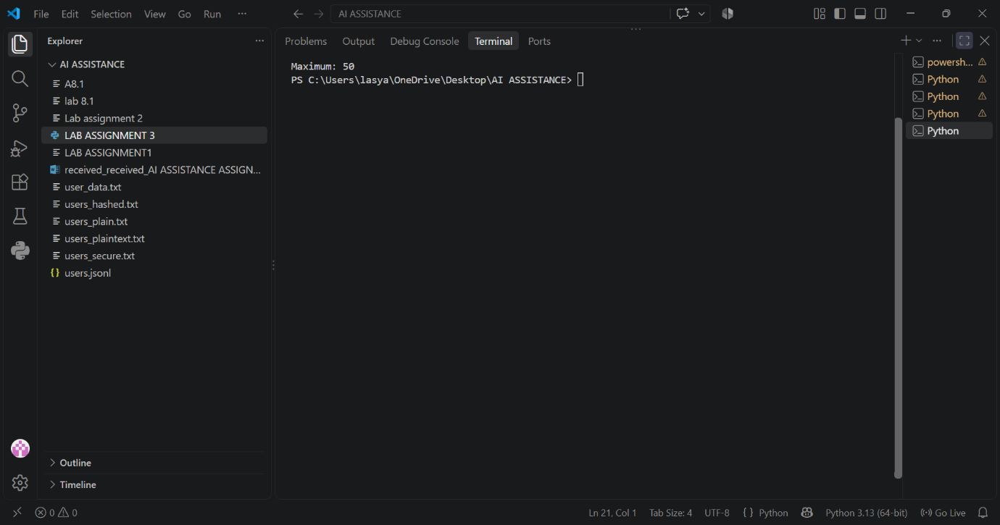 File Edit Selection View Go Run ···
AI ASSISTANCE
Explorer
Problems Output Debug Console Terminal Ports
AI ASSISTANCE
A8.1
lab 8.1
Lab assignment 2
LAB ASSIGNMENT 3
LAB ASSIGNMENT1
received_received_AI ASSISTANCE ASSIGN...
user_data.txt
users_hashed.txt
users_plain.txt
users_plaintext.txt
users_secure.txt
users.jsonl
Maximum: 50
PS C:\Users\lasya\OneDrive\Desktop\AI ASSISTANCE>
powersh...
Python
Python
Python
Python
Outline
Timeline
0 0
Ln 21, Col 1 Tab Size: 4 UTF-8 { } Python Python 3.13 (64-bit) Go Live